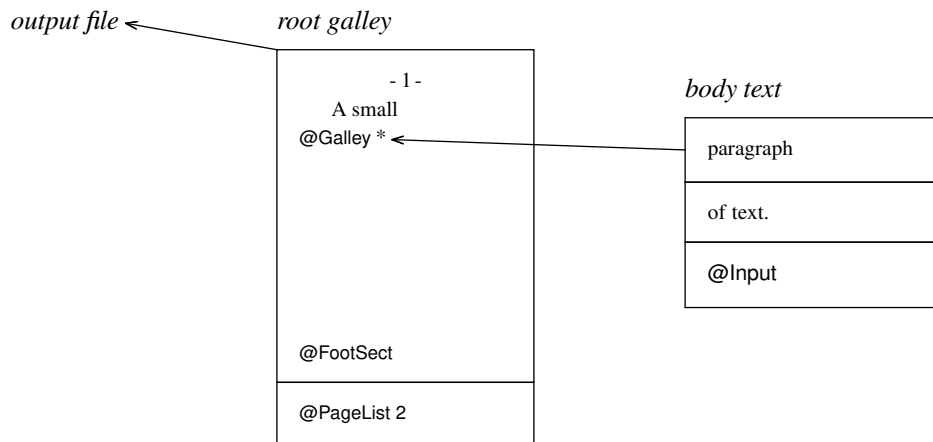 output file
root galley
- 1 -
A small
@Galley *
@FootSect
@PageList 2
body text
paragraph
of text.
@Input